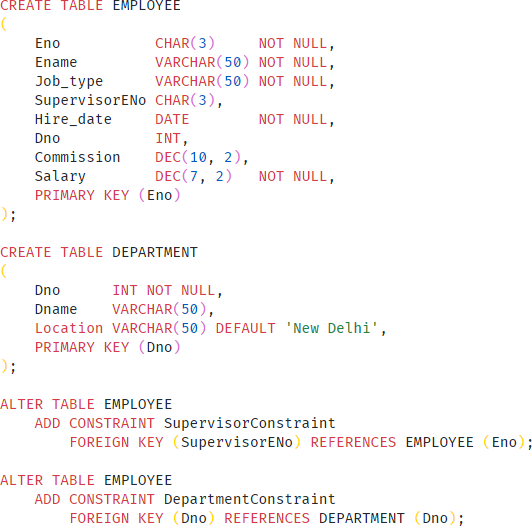 CREATE TABLE EMPLOYEE
(
    Eno           CHAR(3)     NOT NULL,
    Ename         VARCHAR(50) NOT NULL,
    Job_type      VARCHAR(50) NOT NULL,
    SupervisorENo CHAR(3),
    Hire_date     DATE        NOT NULL,
    Dno           INT,
    Commission    DEC(10, 2),
    Salary        DEC(7, 2)   NOT NULL,
    PRIMARY KEY (Eno)
);

CREATE TABLE DEPARTMENT
(
    Dno      INT NOT NULL,
    Dname    VARCHAR(50),
    Location VARCHAR(50) DEFAULT 'New Delhi',
    PRIMARY KEY (Dno)
);

ALTER TABLE EMPLOYEE
    ADD CONSTRAINT SupervisorConstraint
        FOREIGN KEY (SupervisorENo) REFERENCES EMPLOYEE (Eno);

ALTER TABLE EMPLOYEE
    ADD CONSTRAINT DepartmentConstraint
        FOREIGN KEY (Dno) REFERENCES DEPARTMENT (Dno);